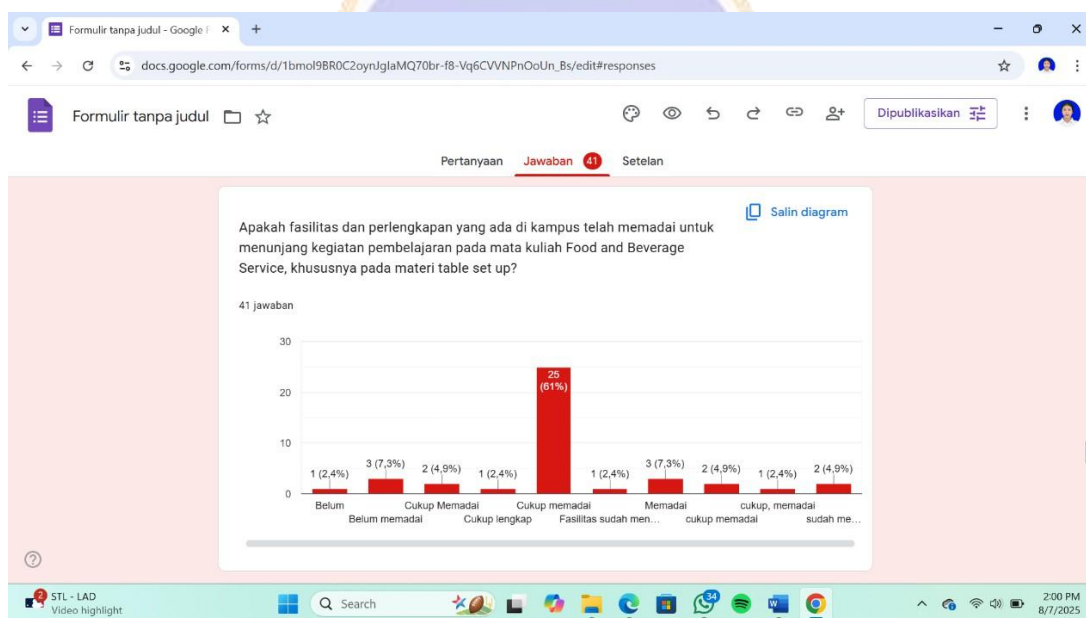 Formulir tanpa judul - Google F
docs.google.com/forms/d/1bmol9BR0C2oynJglaMQ70br-f8-Vq6CVVNPnOoUn_Bs/edit#responses
Formulir tanpa judul
Dipublikasikan
Pertanyaan Jawaban 41 Setelan
Salin diagram
Apakah fasilitas dan perlengkapan yang ada di kampus telah memadai untuk
menunjang kegiatan pembelajaran pada mata kuliah Food and Beverage
Service, khususnya pada materi table set up?
41 jawaban
30
20
10
0
1 (2,4%) 3 (7,3%) 2 (4,9%) 1 (2,4%) 25 (61%) 1 (2,4%) 3 (7,3%) 2 (4,9%) 1 (2,4%) 2 (4,9%)
Belum Cukup Memadai Cukup memadai Memadai cukup, memadai
Belum memadai Cukup lengkap Fasilitas sudah men... cukup memadai sudah me...
2
STL - LAD
Video highlight
Search
34
2:00 PM
8/7/2025